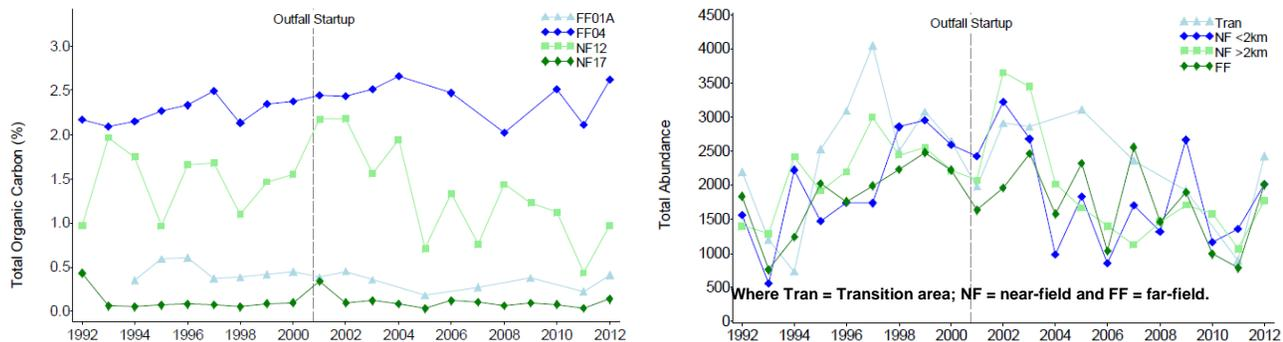 Outfall Startup
FF01A
FF04
NF12
NF17
Total Organic Carbon (%)
3.0
2.5
2.0
1.5
1.0
0.5
0.0
1992 1994 1996 1998 2000 2002 2004 2006 2008 2010 2012
Outfall Startup
Tran
NF <2km
NF >2km
FF
Total Abundance
4500
4000
3500
3000
2500
2000
1500
1000
500
0
Where Tran = Transition area; NF = near-field and FF = far-field.
1992 1994 1996 1998 2000 2002 2004 2006 2008 2010 2012